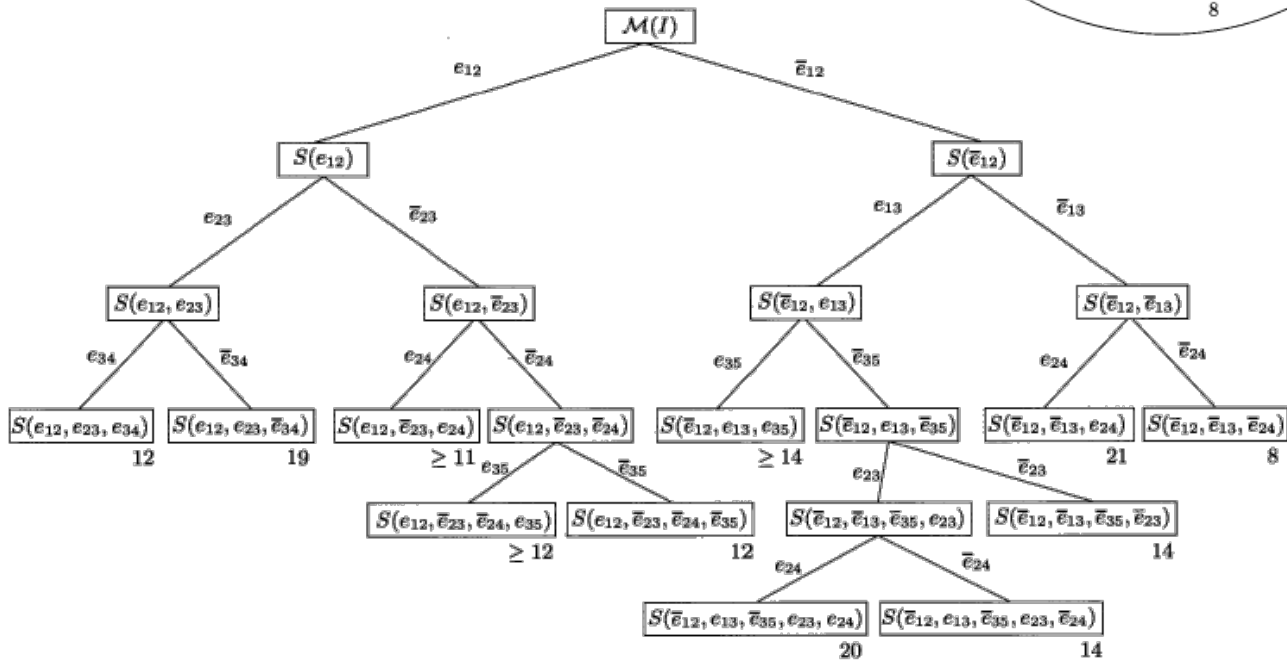 8
M(I)
e₁₂ ē₁₂
S(e₁₂) S(ē₁₂)
e₂₃ ē₂₃ e₁₃ ē₁₃
S(e₁₂, e₂₃) S(e₁₂, ē₂₃) S(ē₁₂, e₁₃) S(ē₁₂, ē₁₃)
e₃₄ ē₃₄ e₂₄ ē₂₄ e₃₅ ē₃₅ e₂₄ ē₂₄
S(e₁₂, e₂₃, e₃₄) S(e₁₂, e₂₃, ē₃₄) S(e₁₂, ē₂₃, e₂₄) S(e₁₂, ē₂₃, ē₂₄) S(ē₁₂, e₁₃, e₃₅) S(ē₁₂, e₁₃, ē₃₅) S(ē₁₂, ē₁₃, e₂₄) S(ē₁₂, ē₁₃, ē₂₄)
12 19 ≥ 11 ≥ 14 21 8
e₃₅ ē₃₅ e₂₃ ē₂₃
S(e₁₂, ē₂₃, ē₂₄, e₃₅) S(e₁₂, ē₂₃, ē₂₄, ē₃₅) S(ē₁₂, ē₁₃, ē₃₅, e₂₃) S(ē₁₂, ē₁₃, ē₃₅, ē₂₃)
≥ 12 12 14
e₂₄ ē₂₄
S(ē₁₂, e₁₃, ē₃₅, e₂₃, e₂₄) S(ē₁₂, e₁₃, ē₃₅, e₂₃, ē₂₄)
20 14